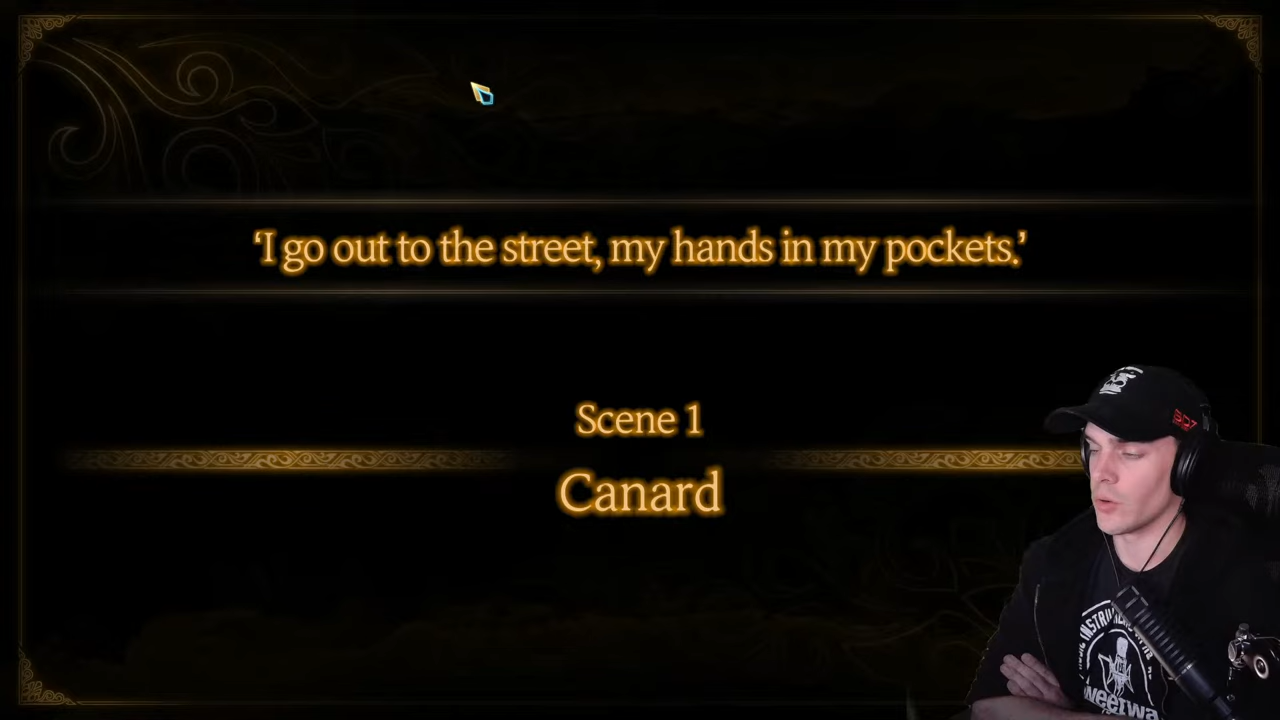 ‘I go out to the street, my hands in my pockets.’
Scene 1
Canard